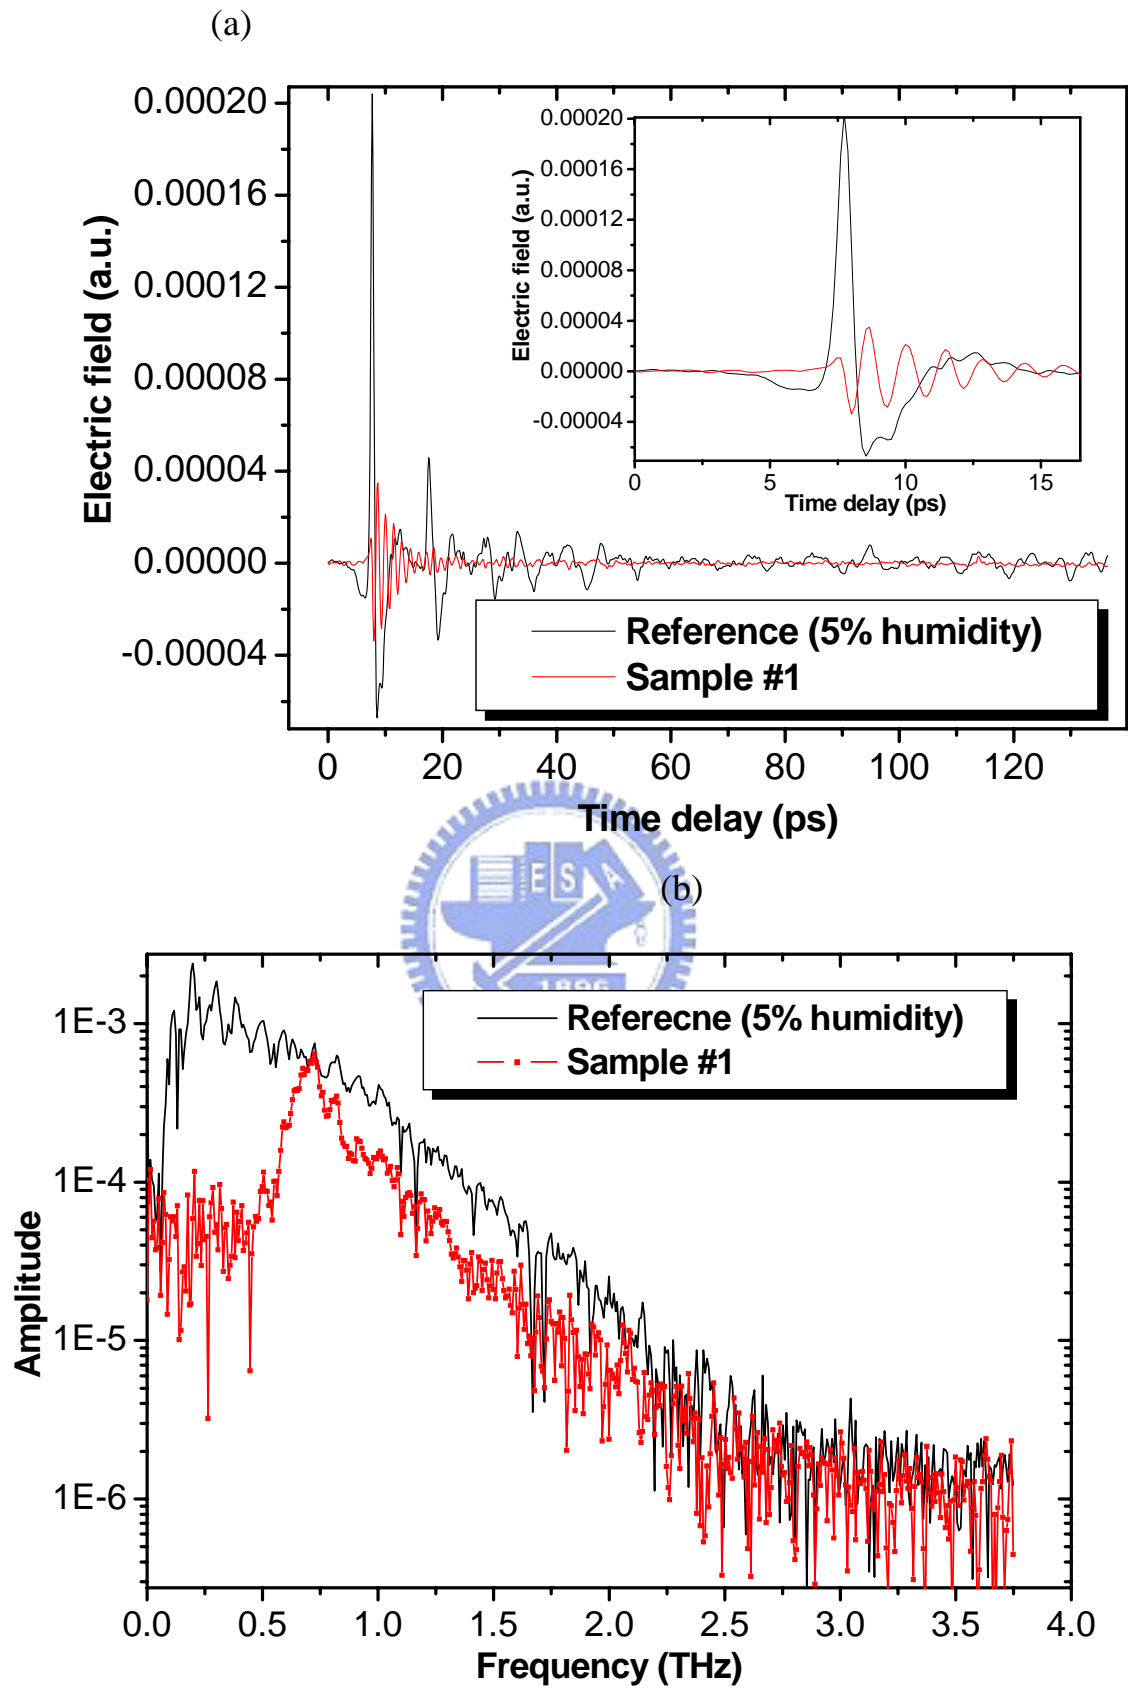 (a)
0.00020
0.00016
0.00012
0.00008
0.00004
0.00000
-0.00004
Electric field (a.u.)
0 20 40 60 80 100 120
Time delay (ps)
0.00020
0.00016
0.00012
0.00008
0.00004
0.00000
-0.00004
Electric field (a.u.)
0 5 10 15
Time delay (ps)
Reference (5% humidity)
Sample #1
ESA
1896
(b)
1E-3
1E-4
1E-5
1E-6
Amplitude
Referecne (5% humidity)
Sample #1
0.0 0.5 1.0 1.5 2.0 2.5 3.0 3.5 4.0
Frequency (THz)